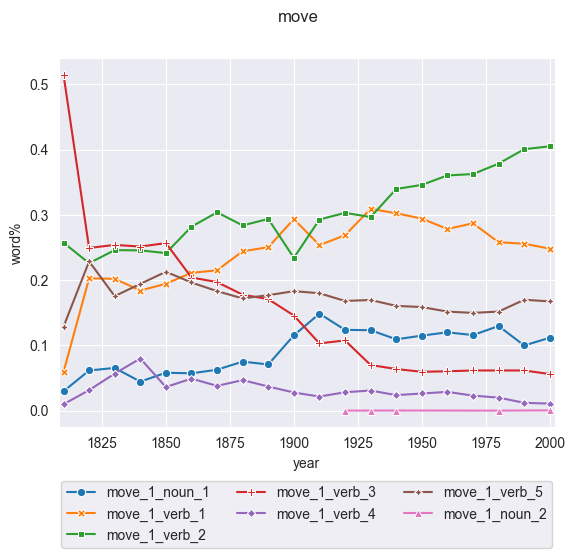 move
0.5
0.4
0.3
0.2
0.1
0.0
word%
1825 1850 1875 1900 1925 1950 1975 2000
year
move_1_noun_1 move_1_verb_3 move_1_verb_5
move_1_verb_1 move_1_verb_4 move_1_noun_2
move_1_verb_2